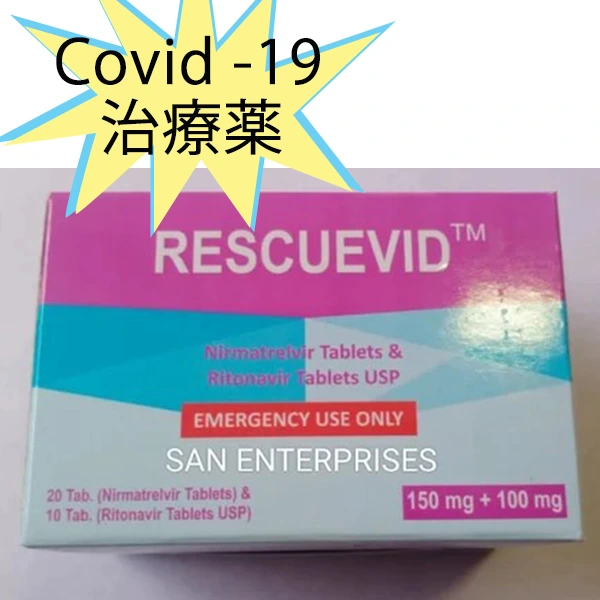 Covid -19
治療薬
RESCUEVID™
Nirmatrelvir Tablets &
Ritonavir Tablets USP
EMERGENCY USE ONLY
SAN ENTERPRISES
20 Tab. (Nirmatrelvir Tablets) &
10 Tab. (Ritonavir Tablets USP)
150 mg + 100 mg